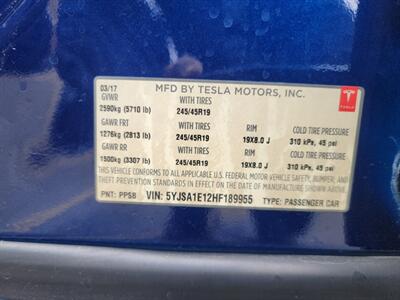 03/17 MFD BY TESLA MOTORS, INC.
GVWR WITH TIRES
2590kg (5710 lb) 245/45R19
TESLA
GAWR FRT WITH TIRES RIM COLD TIRE PRESSURE
1276kg (2813 lb) 245/45R19 19X8.0 J 310 kPa, 45 psi
GAWR RR WITH TIRES RIM COLD TIRE PRESSURE
1500kg (3307 lb) 245/45R19 19X8.0 J 310 kPa, 45 psi
THIS VEHICLE CONFORMS TO ALL APPLICABLE U.S. FEDERAL MOTOR VEHICLE SAFETY, BUMPER, AND
THEFT PREVENTION STANDARDS IN EFFECT ON THE DATE OF MANUFACTURE SHOWN ABOVE.
PNT: PPSB VIN: 5YJSA1E12HF189955 TYPE: PASSENGER CAR